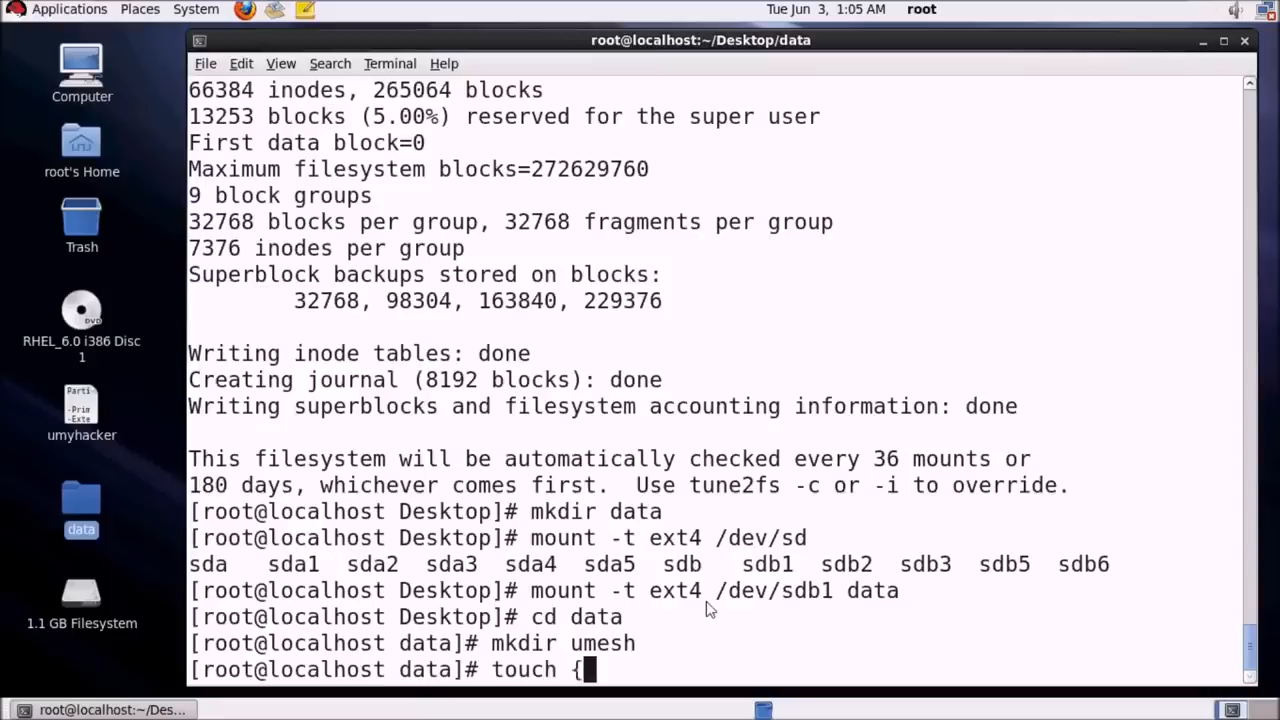 Applications Places System Tue Jun 3, 1:05 AM root
root@localhost:~/Desktop/data
File Edit View Search Terminal Help
66384 inodes, 265064 blocks
13253 blocks (5.00%) reserved for the super user
First data block=0
Maximum filesystem blocks=272629760
9 block groups
32768 blocks per group, 32768 fragments per group
7376 inodes per group
Superblock backups stored on blocks:
32768, 98304, 163840, 229376
Writing inode tables: done
Creating journal (8192 blocks): done
Writing superblocks and filesystem accounting information: done
This filesystem will be automatically checked every 36 mounts or
180 days, whichever comes first.  Use tune2fs -c or -i to override.
[root@localhost Desktop]# mkdir data
[root@localhost Desktop]# mount -t ext4 /dev/sd
sda   sda1  sda2  sda3  sda4  sda5  sdb   sdb1  sdb2  sdb3  sdb5  sdb6
[root@localhost Desktop]# mount -t ext4 /dev/sdb1 data
[root@localhost Desktop]# cd data
[root@localhost data]# mkdir umesh
[root@localhost data]# touch {
Computer
root's Home
Trash
DVD
RHEL_6.0 i386 Disc
1
Parti
-Prim
-Exte
umyhacker
data
1.1 GB Filesystem
root@localhost:~/Des...